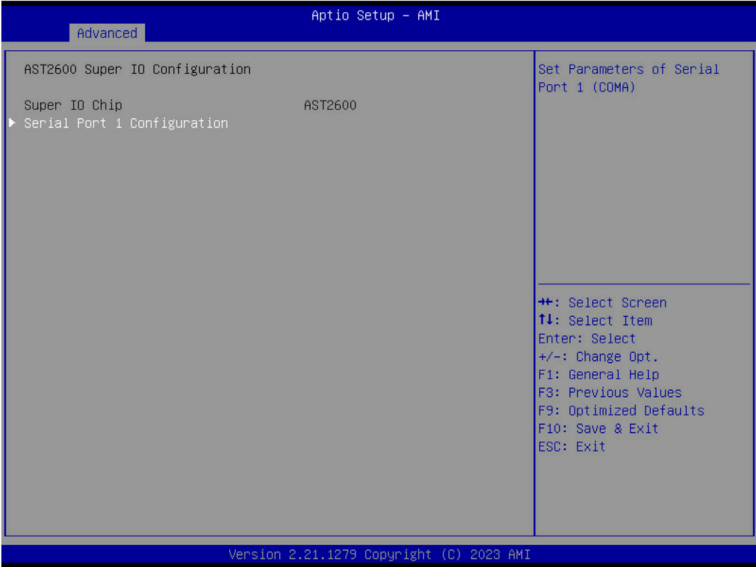 Aptio Setup – AMI
Advanced
AST2600 Super IO Configuration
Super IO Chip AST2600
▶ Serial Port 1 Configuration
Set Parameters of Serial
Port 1 (COMA)
→←: Select Screen
↑↓: Select Item
Enter: Select
+/-: Change Opt.
F1: General Help
F3: Previous Values
F9: Optimized Defaults
F10: Save & Exit
ESC: Exit
Version 2.21.1279 Copyright (C) 2023 AMI